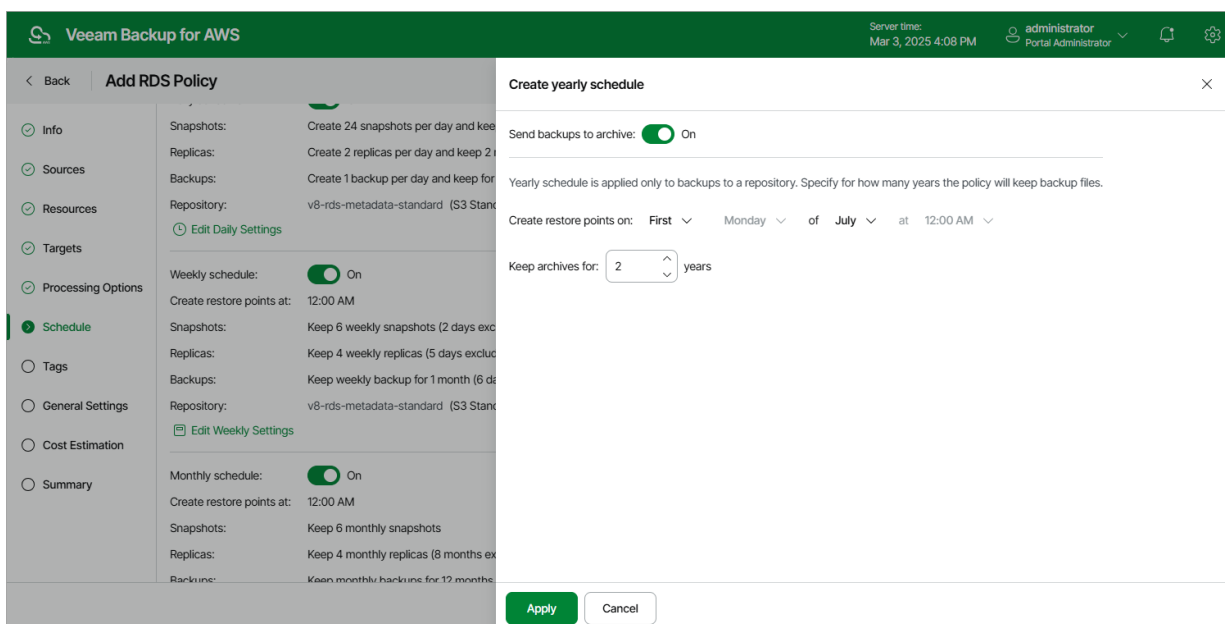 Veeam Backup for AWS
Server time:
Mar 3, 2025 4:08 PM
administrator
Portal Administrator
Back
Add RDS Policy
Info
Sources
Resources
Targets
Processing Options
Schedule
Tags
General Settings
Cost Estimation
Summary
Snapshots: Create 24 snapshots per day and kee
Replicas: Create 2 replicas per day and keep 2
Backups: Create 1 backup per day and keep for
Repository: v8-rds-metadata-standard (S3 Stand
Edit Daily Settings
Weekly schedule: On
Create restore points at: 12:00 AM
Snapshots: Keep 6 weekly snapshots (2 days exc
Replicas: Keep 4 weekly replicas (5 days exclud
Backups: Keep weekly backup for 1 month (6 da
Repository: v8-rds-metadata-standard (S3 Stand
Edit Weekly Settings
Monthly schedule: On
Create restore points at: 12:00 AM
Snapshots: Keep 6 monthly snapshots
Replicas: Keep 4 monthly replicas (8 months ex
Backups: Keep monthly backups for 12 months
Create yearly schedule
Send backups to archive: On
Yearly schedule is applied only to backups to a repository. Specify for how many years the policy will keep backup files.
Create restore points on: First Monday of July at 12:00 AM
Keep archives for: 2 years
Apply
Cancel